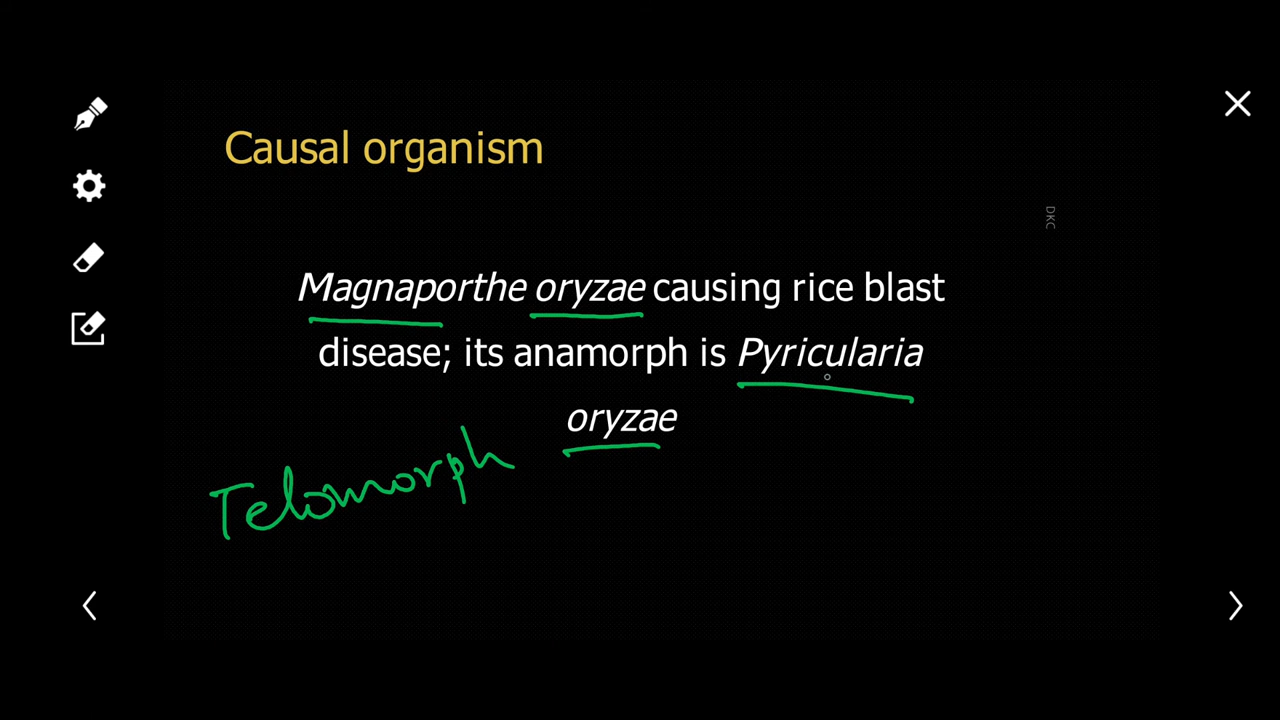 Causal organism
DKC
Magnaporthe oryzae causing rice blast
disease; its anamorph is Pyricularia
oryzae
Telomorph